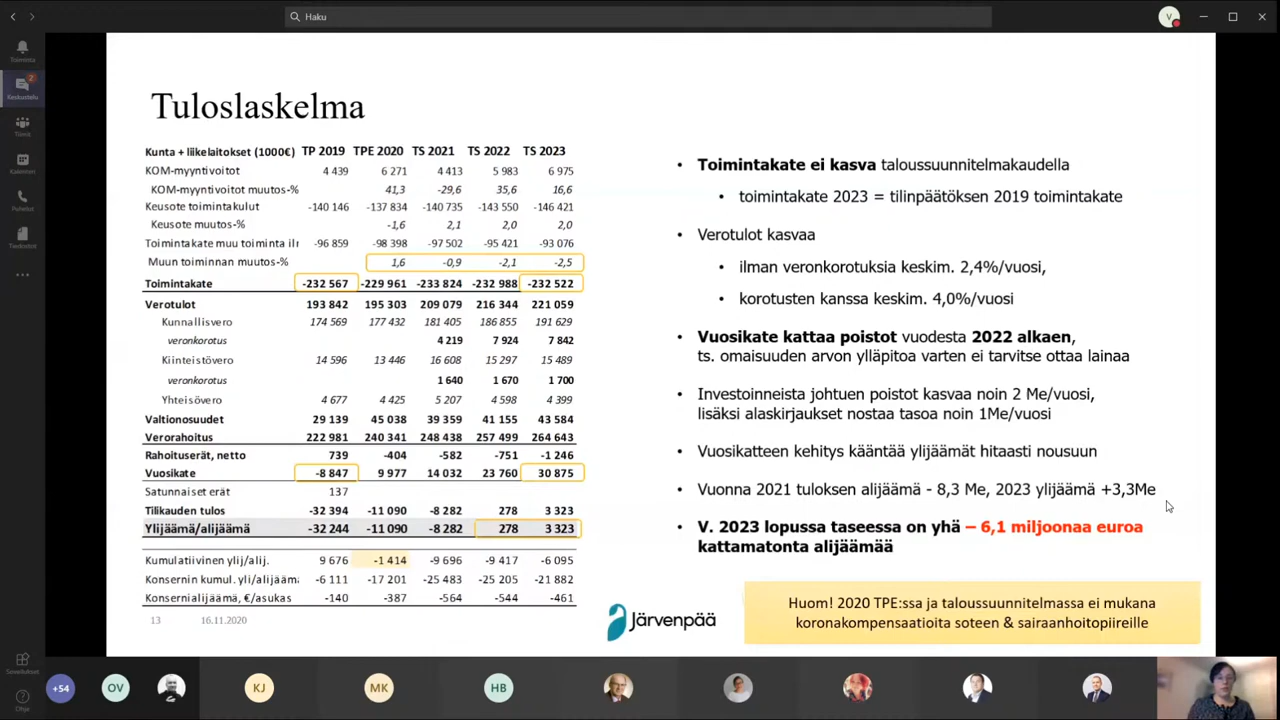 Haku
V
Toiminta
2
Keskustelu
Tiimit
Kalenteri
Puhelut
Tiedostot
Sovellukset
Ohje
Tuloslaskelma
Kunta + liikelaitokset (1000€) TP 2019 TPE 2020 TS 2021 TS 2022 TS 2023
KOM-myyntivoitot 4 439 6 271 4 413 5 983 6 975
KOM-myyntivoitot muutos-% 41,3 -29,6 35,6 16,6
Keusote toimintakulut -140 146 -137 834 -140 735 -143 550 -146 421
Keusote muutos-% -1,6 2,1 2,0 2,0
Toimintakate muu toiminta ilr -96 859 -98 398 -97 502 -95 421 -93 076
Muun toiminnan muutos-% 1,6 -0,9 -2,1 -2,5
Toimintakate -232 567 -229 961 -233 824 -232 988 -232 522
Verotulot 193 842 195 303 209 079 216 344 221 059
Kunnallisvero 174 569 177 432 181 405 186 855 191 629
veronkorotus 4 219 7 924 7 842
Kiinteistövero 14 596 13 446 16 608 15 297 15 489
veronkorotus 1 640 1 670 1 700
Yhteisövero 4 677 4 425 5 207 4 598 4 399
Valtionosuudet 29 139 45 038 39 359 41 155 43 584
Verorahoitus 222 981 240 341 248 438 257 499 264 643
Rahoituserät, netto 739 -404 -582 -751 -1 246
Vuosikate -8 847 9 977 14 032 23 760 30 875
Satunnaiset erät 137
Tilikauden tulos -32 394 -11 090 -8 282 278 3 323
Ylijäämä/alijäämä -32 244 -11 090 -8 282 278 3 323
Kumulatiivinen ylij/alij. 9 676 -1 414 -9 696 -9 417 -6 095
Konsernin kumul. yli/alijäämä -6 111 -17 201 -25 483 -25 205 -21 882
Konsernialijäämä, €/asukas -140 -387 -564 -544 -461
13 16.11.2020
• Toimintakate ei kasva taloussuunnitelmakaudella
• toimintakate 2023 = tilinpäätöksen 2019 toimintakate
• Verotulot kasvaa
• ilman veronkorotuksia keskim. 2,4%/vuosi,
• korotusten kanssa keskim. 4,0%/vuosi
• Vuosikate kattaa poistot vuodesta 2022 alkaen,
ts. omaisuuden arvon ylläpitoa varten ei tarvitse ottaa lainaa
• Investoinneista johtuen poistot kasvaa noin 2 Me/vuosi,
lisäksi alaskirjaukset nostaa tasoa noin 1Me/vuosi
• Vuosikatteen kehitys kääntää ylijäämät hitaasti nousuun
• Vuonna 2021 tuloksen alijäämä - 8,3 Me, 2023 ylijäämä +3,3Me
• V. 2023 lopussa taseessa on yhä – 6,1 miljoonaa euroa
kattamatonta alijäämää
Järvenpää
Huom! 2020 TPE:ssa ja taloussuunnitelmassa ei mukana
koronakompensaatioita soteen & sairaanhoitopiireille
+54 OV KJ MK HB